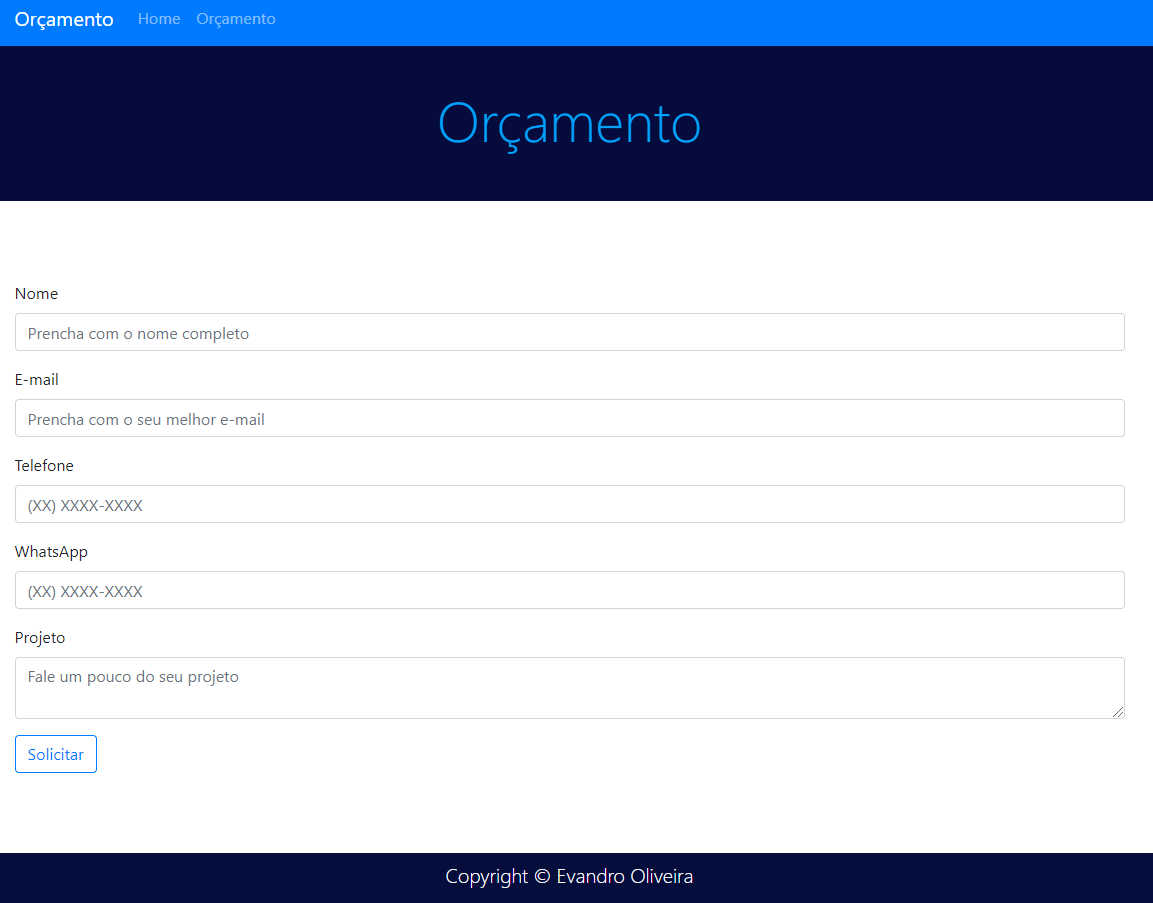 Orçamento Home Orçamento
Orçamento
Nome
Prencha com o nome completo
E-mail
Prencha com o seu melhor e-mail
Telefone
(XX) XXXX-XXXX
WhatsApp
(XX) XXXX-XXXX
Projeto
Fale um pouco do seu projeto
Solicitar
Copyright © Evandro Oliveira